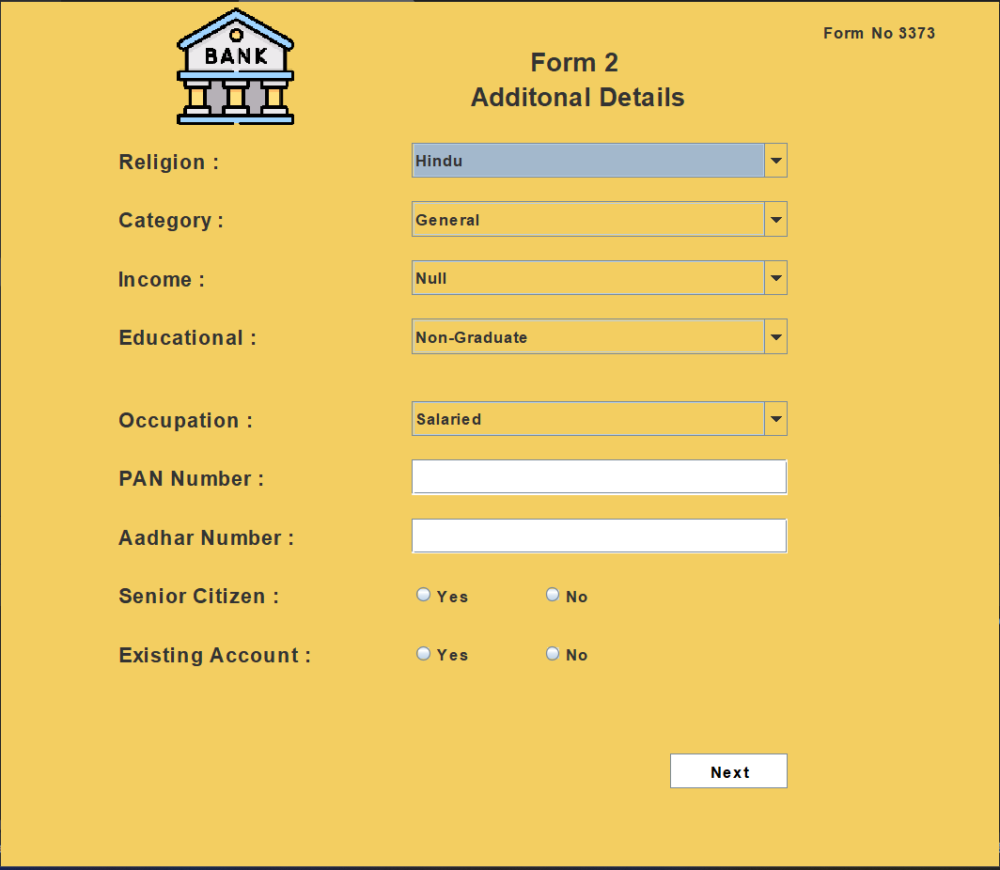 BANK
Form No 3373
Form 2
Additonal Details
Religion : Hindu
Category : General
Income : Null
Educational : Non-Graduate
Occupation : Salaried
PAN Number :
Aadhar Number :
Senior Citizen : Yes No
Existing Account : Yes No
Next